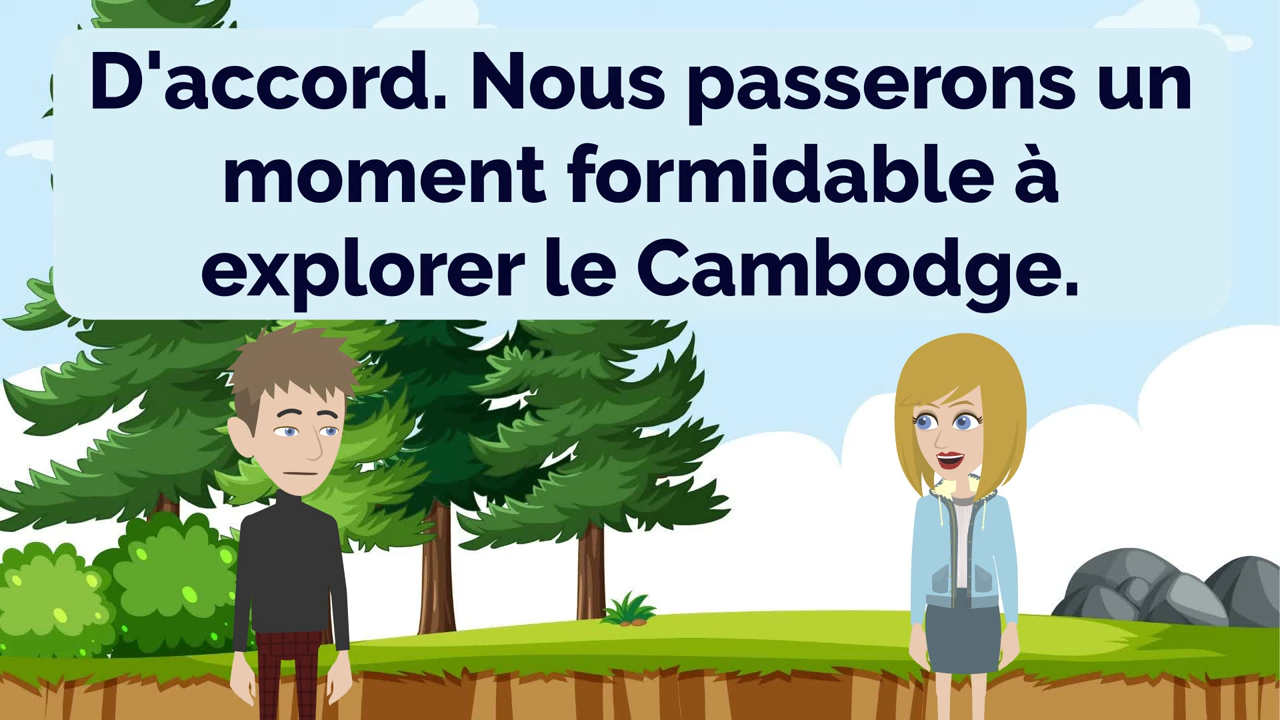 D'accord. Nous passerons un
moment formidable à
explorer le Cambodge.